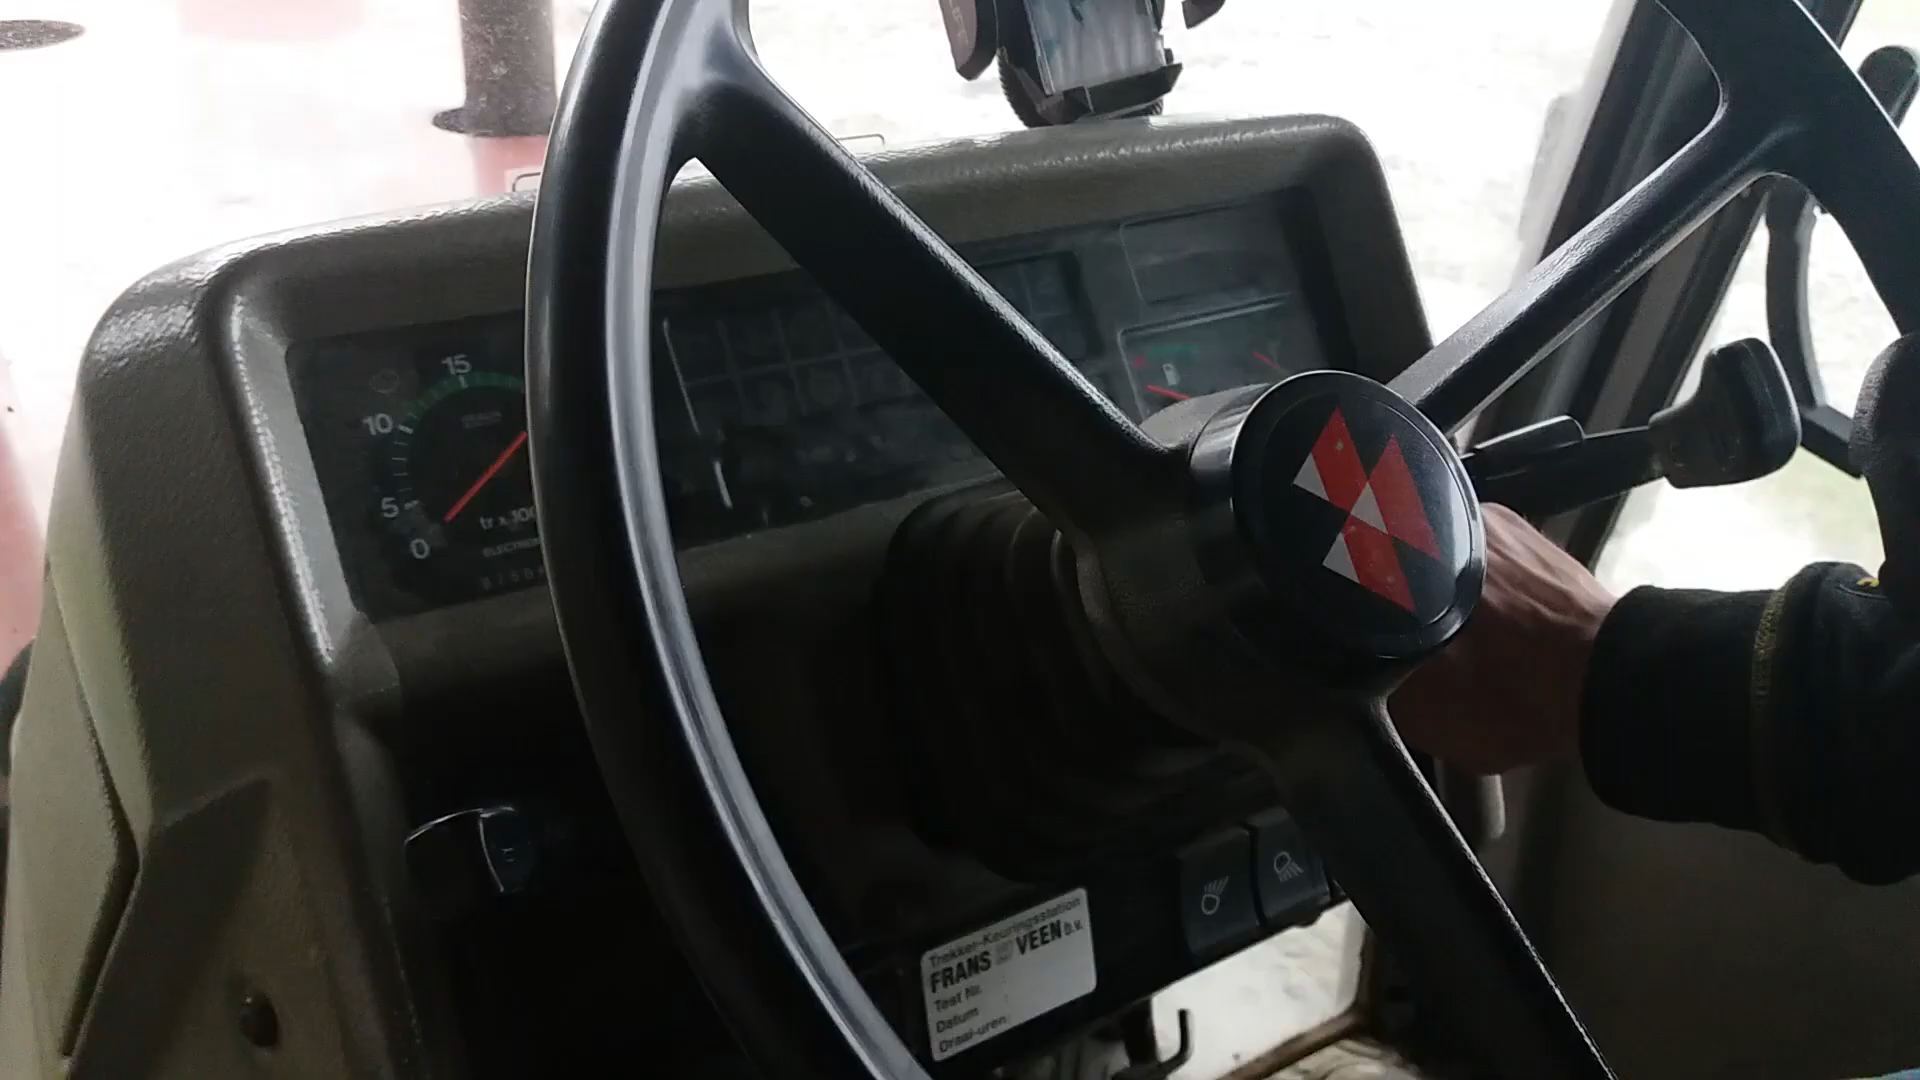 15
10
5
0
tr x 100
Trekker-Keuringsstation
FRANS VEEN B.V.
Test Nr.
Datum
Draai-uren